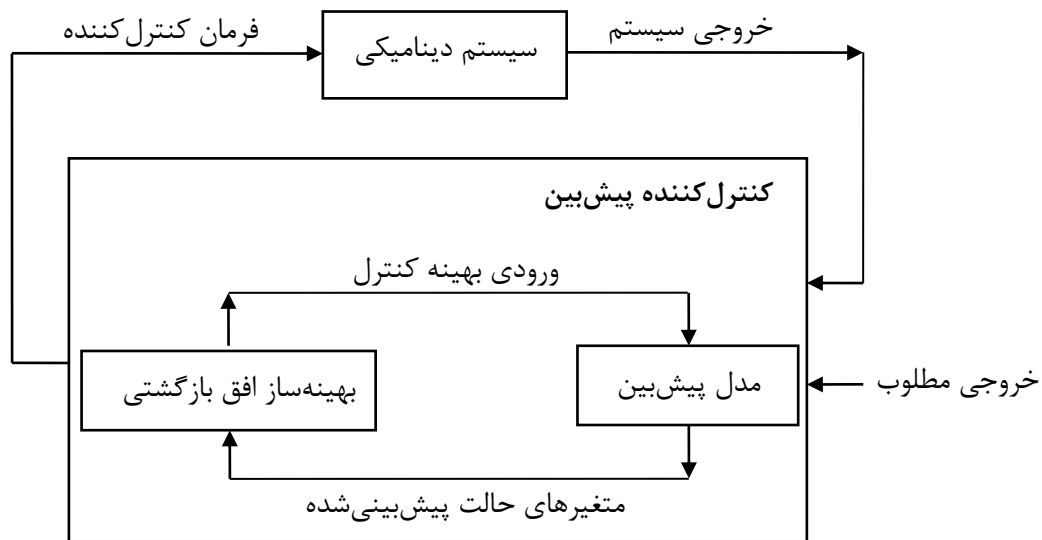 فرمان کنترل‌کننده
سیستم دینامیکی
خروجی سیستم
کنترل‌کننده پیش‌بین
ورودی بهینه کنترل
مدل پیش‌بین
بهینه‌ساز افق بازگشتی
خروجی مطلوب
متغیرهای حالت پیش‌بینی‌شده